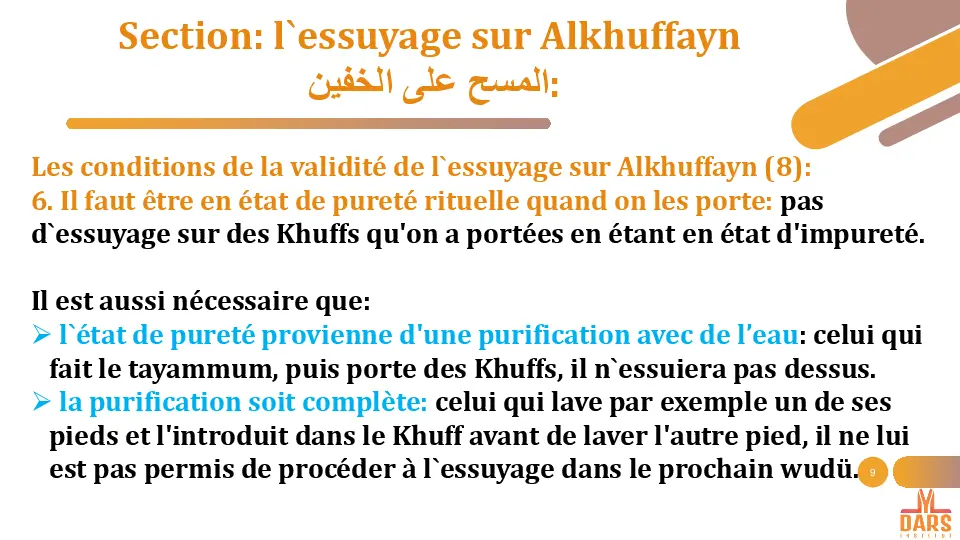 Section: l`essuyage sur Alkhuffayn
المسح على الخفين:
Les conditions de la validité de l`essuyage sur Alkhuffayn (8):
6. Il faut être en état de pureté rituelle quand on les porte: pas
d`essuyage sur des Khuffs qu'on a portées en étant en état d'impureté.
Il est aussi nécessaire que:
➢ l`état de pureté provienne d'une purification avec de l’eau: celui qui
fait le tayammum, puis porte des Khuffs, il n`essuiera pas dessus.
➢ la purification soit complète: celui qui lave par exemple un de ses
pieds et l'introduit dans le Khuff avant de laver l'autre pied, il ne lui
est pas permis de procéder à l`essuyage dans le prochain wudü.
9
DARS